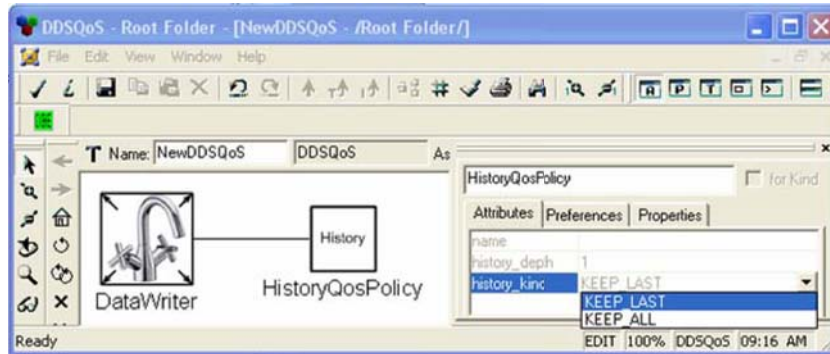 DDSQoS - Root Folder - [NewDDSQoS - /Root Folder/]
File Edit View Window Help
A P T
T Name: NewDDSQoS DDSQoS As
HistoryQosPolicy for Kind
Attributes Preferences Properties
name
history_depth 1
history_kinc KEEP_LAST
KEEP_LAST
KEEP_ALL
History
DataWriter HistoryQosPolicy
Ready EDIT 100% DDSQoS 09:16 AM